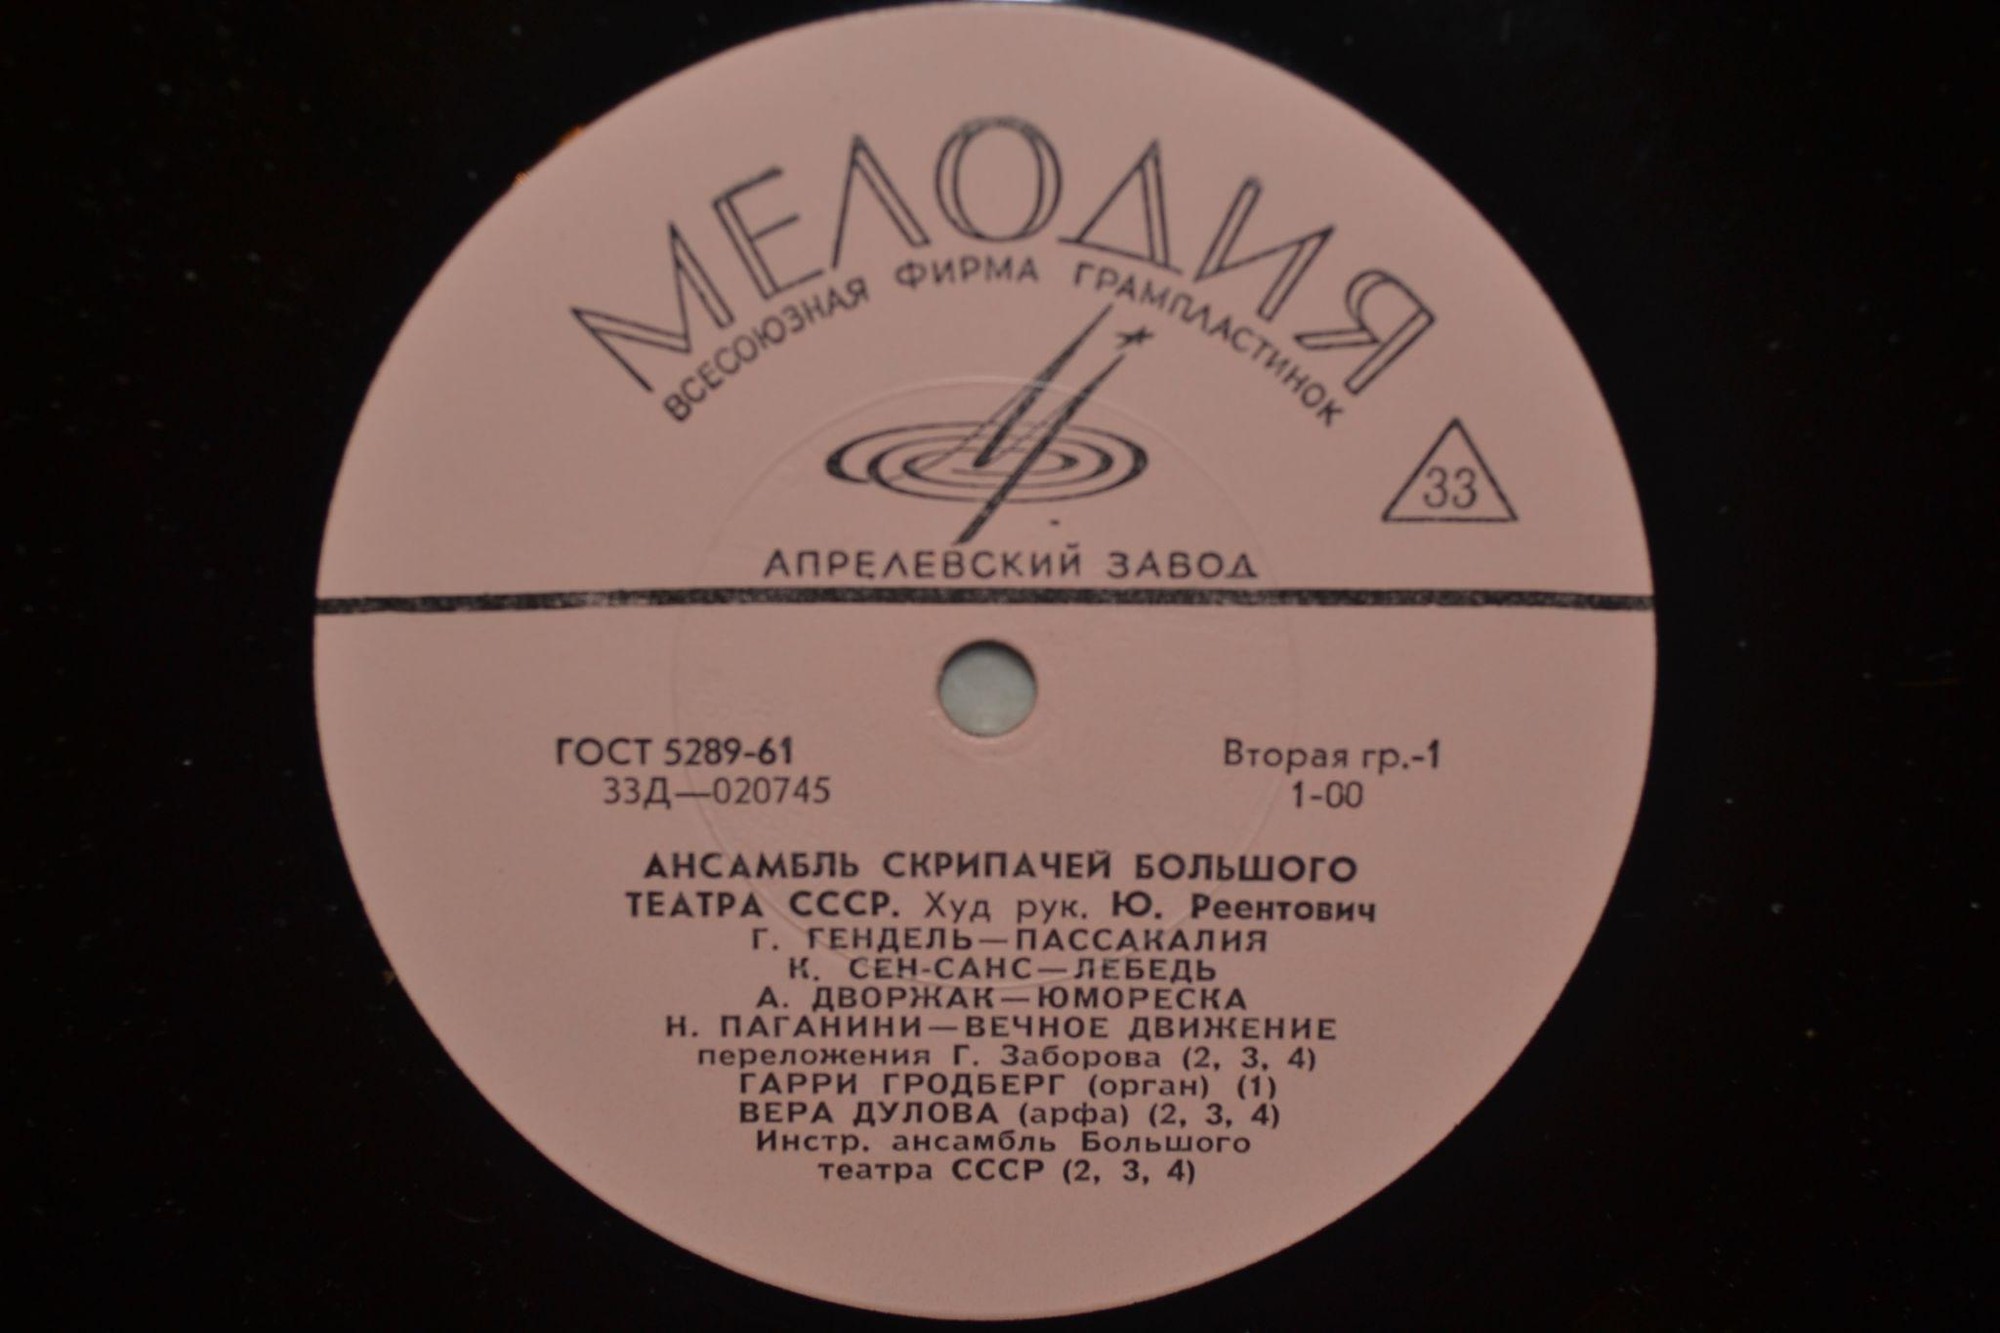 МЕЛОДИЯ
ВСЕСОЮЗНАЯ ФИРМА ГРАМПЛАСТИНОК
33
АПРЕЛЕВСКИЙ ЗАВОД
ГОСТ 5289-61
33Д—020745
Вторая гр.-1
1-00
АНСАМБЛЬ СКРИПАЧЕЙ БОЛЬШОГО
ТЕАТРА СССР. Худ рук. Ю. Реентович
Г. ГЕНДЕЛЬ—ПАССАКАЛИЯ
К. СЕН-САНС—ЛЕБЕДЬ
А. ДВОРЖАК—ЮМОРЕСКА
Н. ПАГАНИНИ—ВЕЧНОЕ ДВИЖЕНИЕ
переложения Г. Заборова (2, 3, 4)
ГАРРИ ГРОДБЕРГ (орган) (1)
ВЕРА ДУЛОВА (арфа) (2, 3, 4)
Инстр. ансамбль Большого
театра СССР (2, 3, 4)